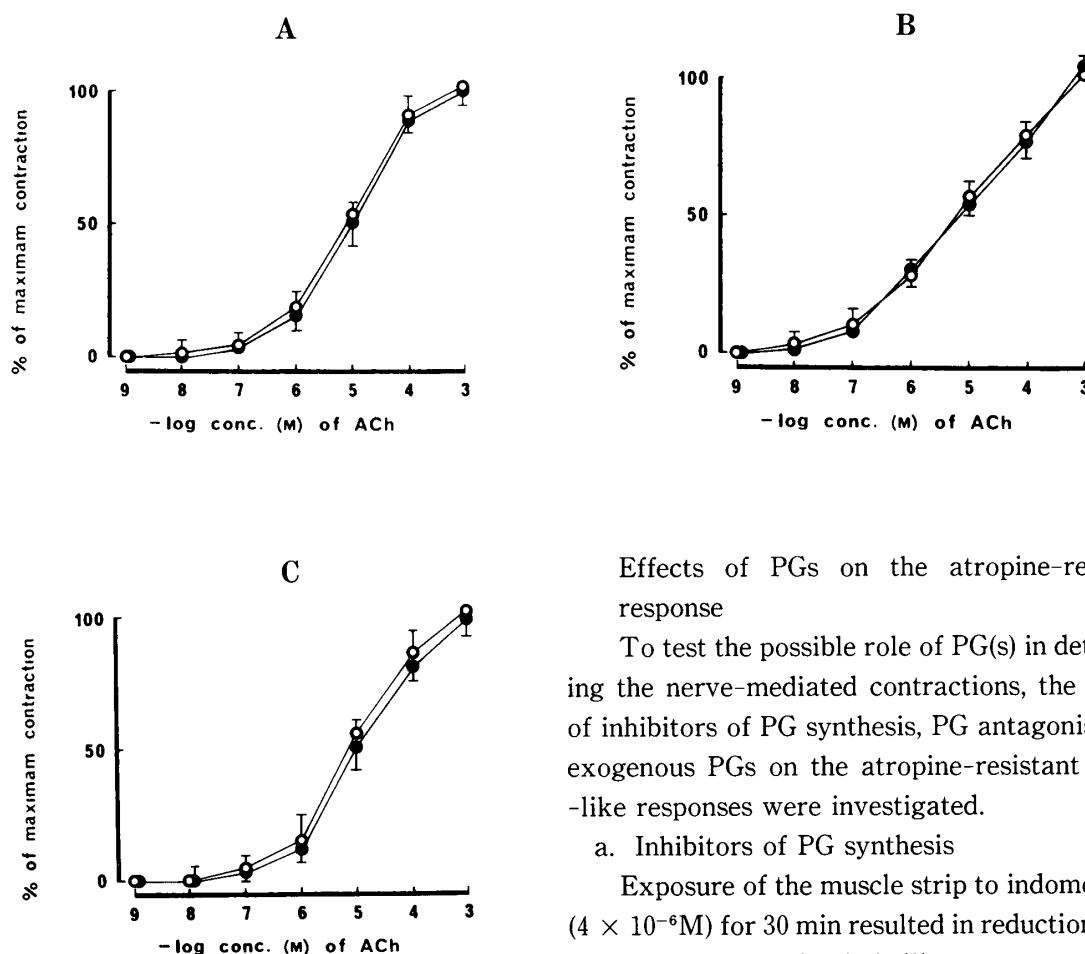 A
100
50
0
% of maximam contraction
9 8 7 6 5 4 3
-log conc. (M) of ACh
B
100
50
0
% of maximam contraction
9 8 7 6 5 4 3
-log conc. (M) of ACh
C
100
50
0
% of maximam contraction
9 8 7 6 5 4 3
-log conc. (M) of ACh
Effects of PGs on the atropine-re
response
To test the possible role of PG(s) in det
ing the nerve-mediated contractions, the
of inhibitors of PG synthesis, PG antagonis
exogenous PGs on the atropine-resistant
-like responses were investigated.
a. Inhibitors of PG synthesis
Exposure of the muscle strip to indome
(4 × 10⁻⁶M) for 30 min resulted in reduction